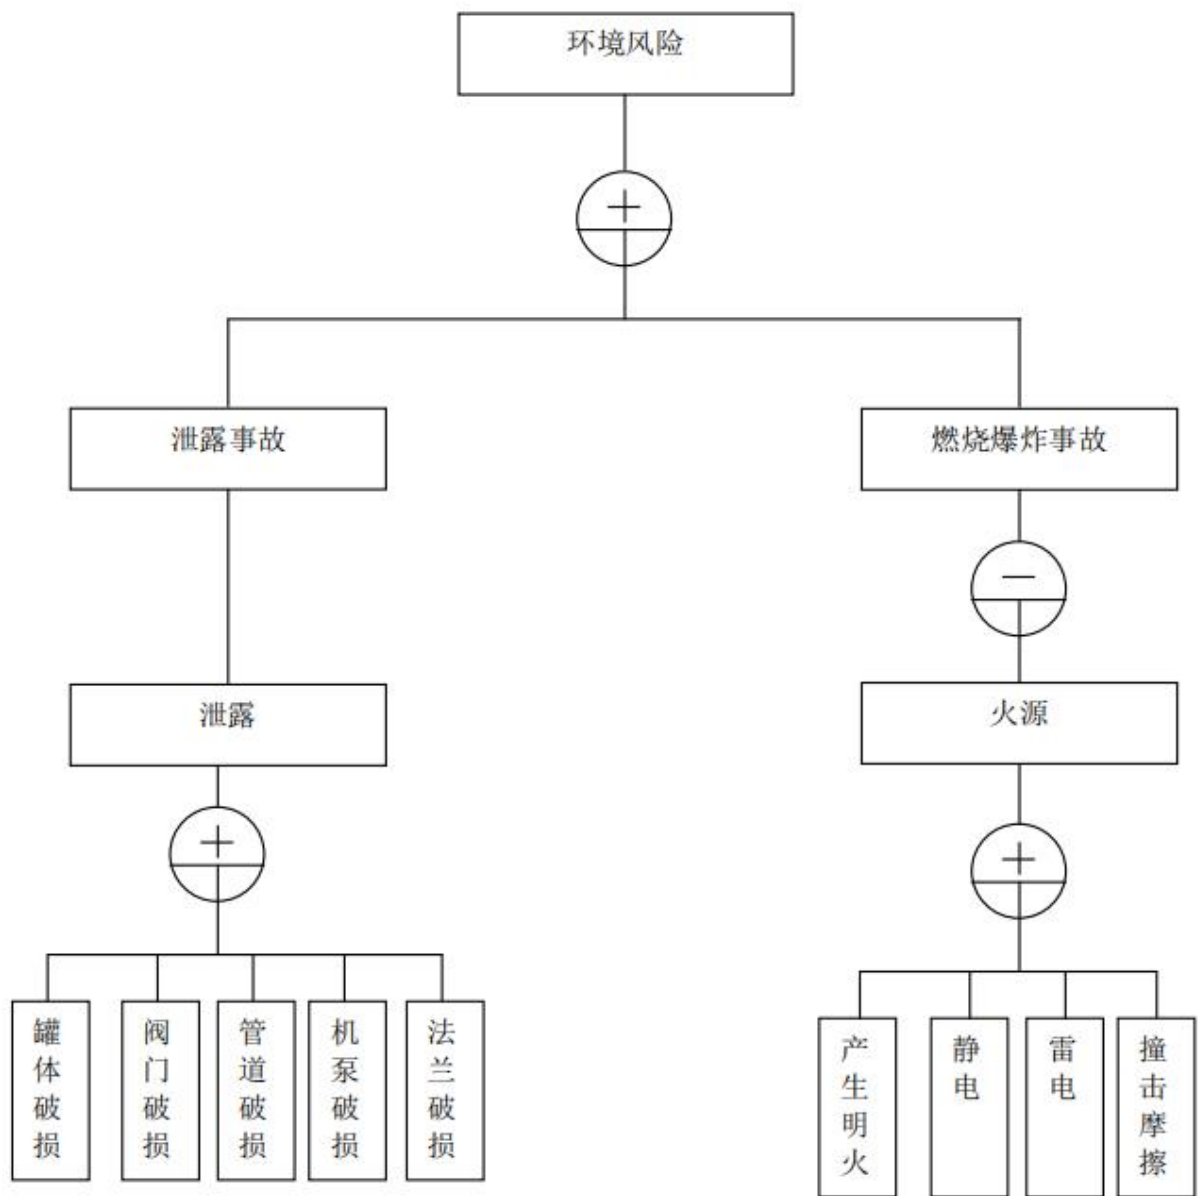 环境风险
+
泄露事故
燃烧爆炸事故
—
泄露
火源
+
+
罐体破损
阀门破损
管道破损
机泵破损
法兰破损
产生明火
静电
雷电
撞击摩擦